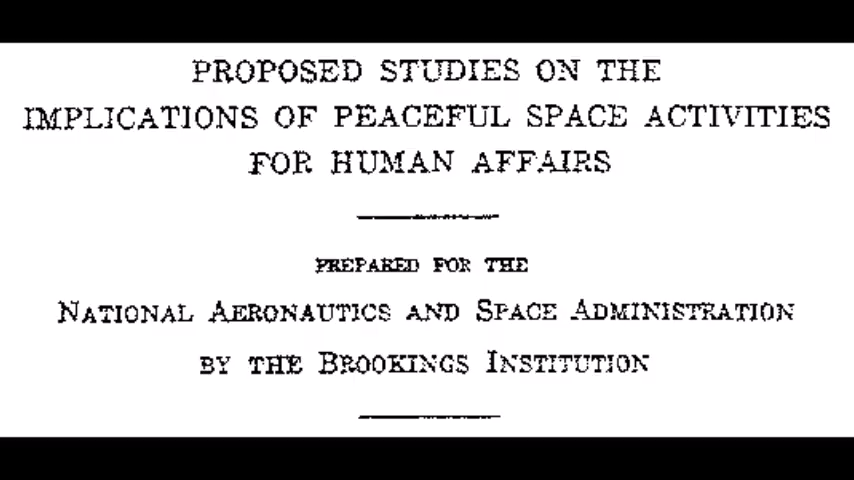 PROPOSED STUDIES ON THE
IMPLICATIONS OF PEACEFUL SPACE ACTIVITIES
FOR HUMAN AFFAIRS
PREPARED FOR THE
NATIONAL AERONAUTICS AND SPACE ADMINISTRATION
BY THE BROOKINGS INSTITUTION